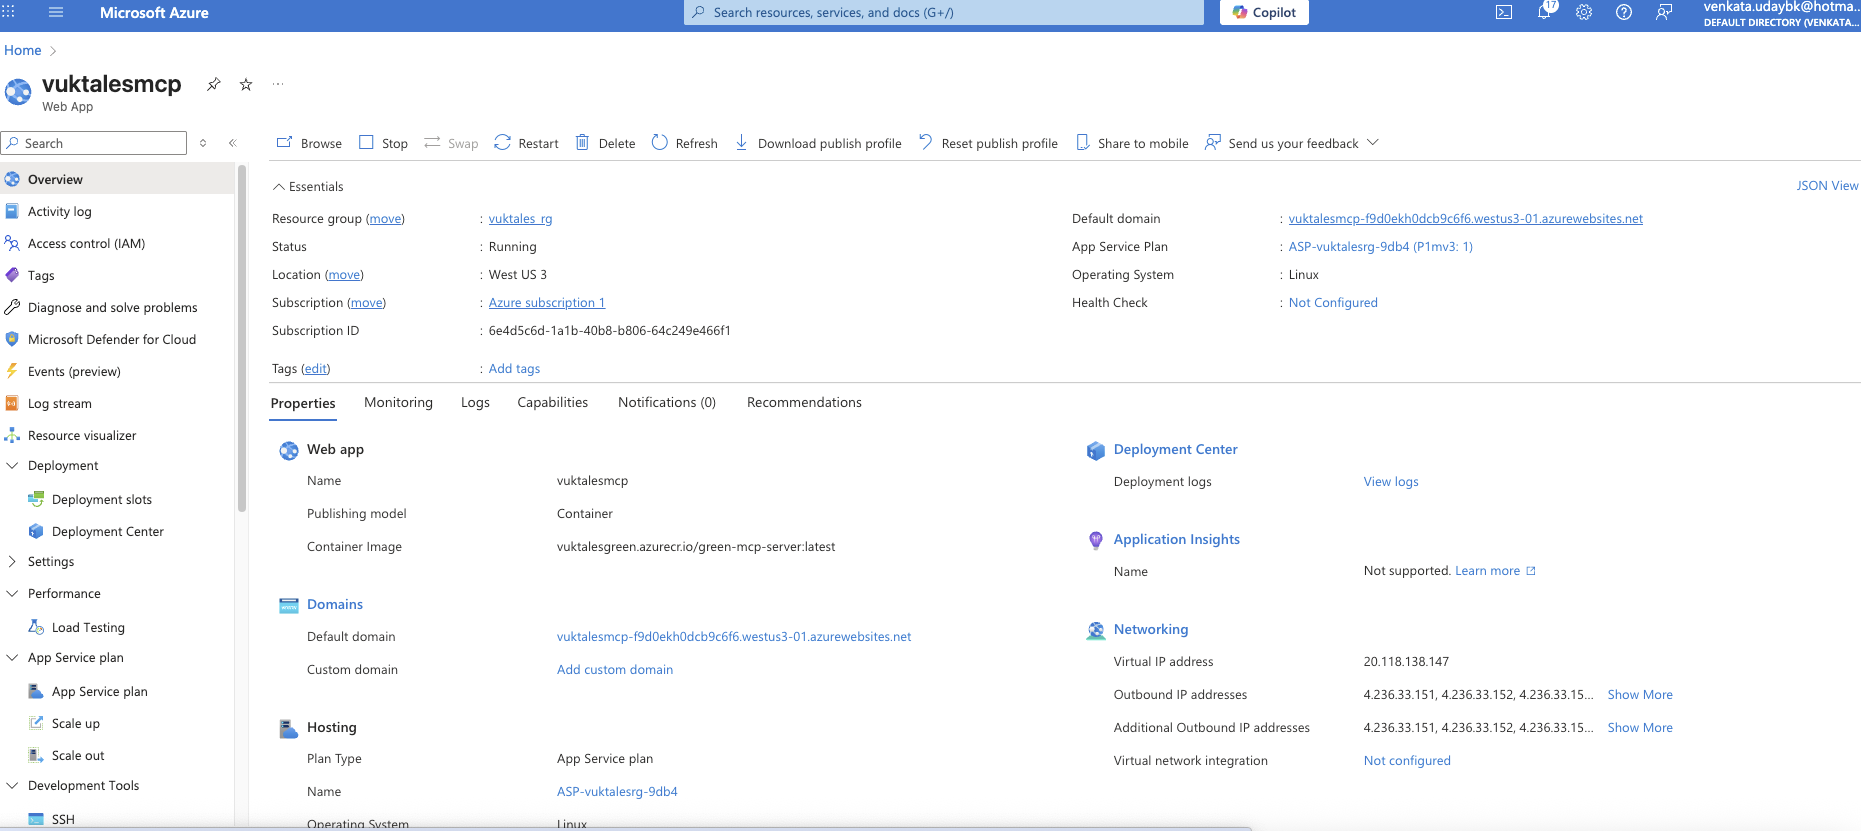 Microsoft Azure
Search resources, services, and docs (G+/)
Copilot
17
venkata.udaybk@hotma...
DEFAULT DIRECTORY (VENKATA....
Home
vuktalesmcp
Web App
Search
Browse Stop Swap Restart Delete Refresh Download publish profile Reset publish profile Share to mobile Send us your feedback
Overview
Activity log
Access control (IAM)
Tags
Diagnose and solve problems
Microsoft Defender for Cloud
Events (preview)
Log stream
Resource visualizer
Deployment
Deployment slots
Deployment Center
Settings
Performance
Load Testing
App Service plan
App Service plan
Scale up
Scale out
Development Tools
SSH
Essentials
JSON View
Resource group (move) : vuktales_rg
Status : Running
Location (move) : West US 3
Subscription (move) : Azure subscription 1
Subscription ID : 6e4d5c6d-1a1b-40b8-b806-64c249e466f1
Tags (edit) : Add tags
Default domain : vuktalesmcp-f9d0ekh0dcb9c6f6.westus3-01.azurewebsites.net
App Service Plan : ASP-vuktalesrg-9db4 (P1mv3: 1)
Operating System : Linux
Health Check : Not Configured
Properties Monitoring Logs Capabilities Notifications (0) Recommendations
Web app
Name vuktalesmcp
Publishing model Container
Container Image vuktalesgreen.azurecr.io/green-mcp-server:latest
Domains
Default domain vuktalesmcp-f9d0ekh0dcb9c6f6.westus3-01.azurewebsites.net
Custom domain Add custom domain
Hosting
Plan Type App Service plan
Name ASP-vuktalesrg-9db4
Operating System Linux
Deployment Center
Deployment logs View logs
Application Insights
Name Not supported. Learn more
Networking
Virtual IP address 20.118.138.147
Outbound IP addresses 4.236.33.151, 4.236.33.152, 4.236.33.15... Show More
Additional Outbound IP addresses 4.236.33.151, 4.236.33.152, 4.236.33.15... Show More
Virtual network integration Not configured